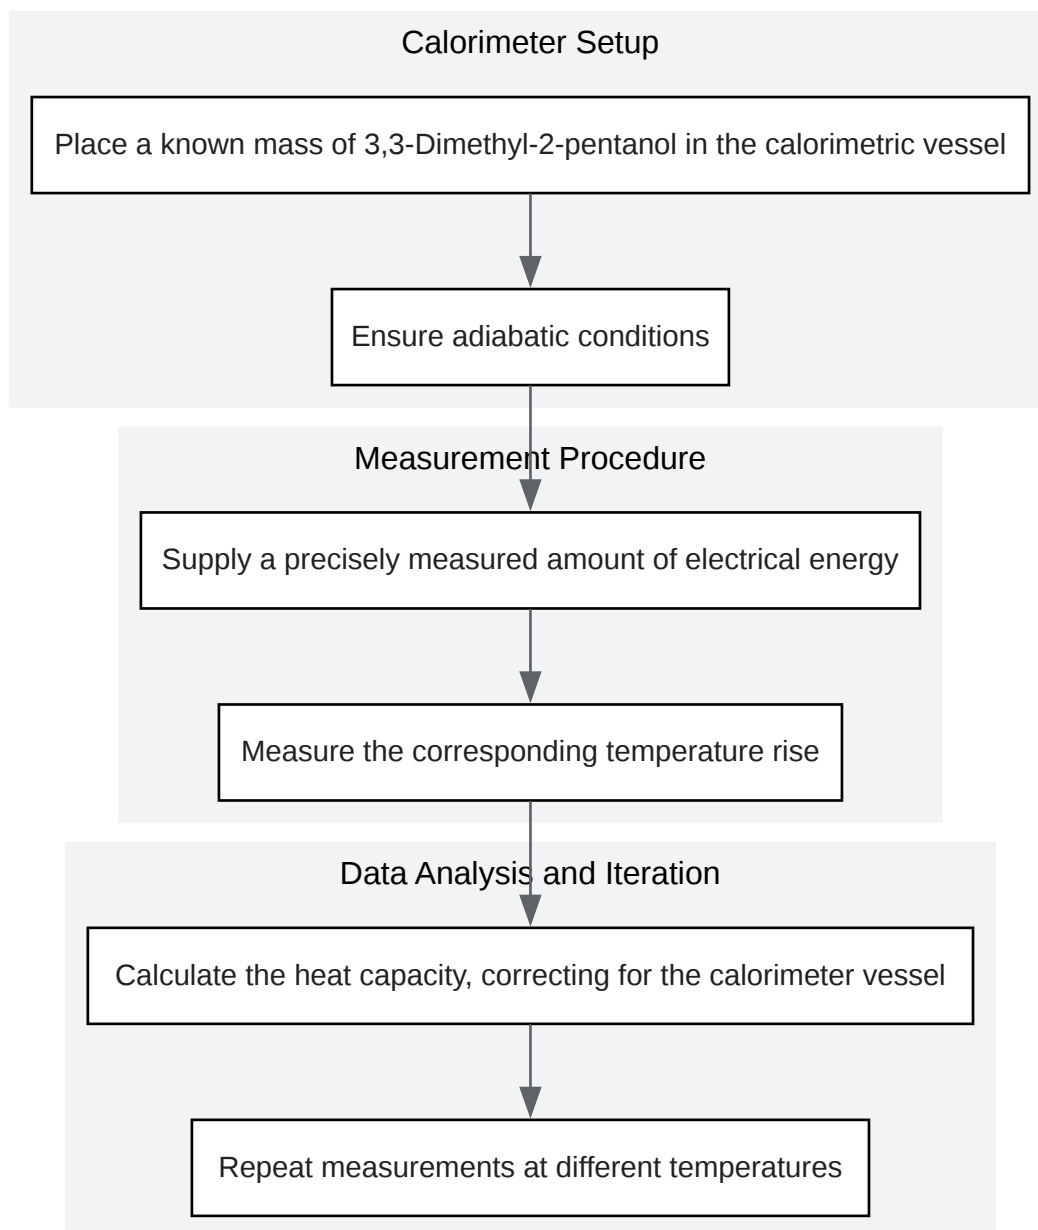 Calorimeter Setup
Place a known mass of 3,3-Dimethyl-2-pentanol in the calorimetric vessel
Ensure adiabatic conditions
Measurement Procedure
Supply a precisely measured amount of electrical energy
Measure the corresponding temperature rise
Data Analysis and Iteration
Calculate the heat capacity, correcting for the calorimeter vessel
Repeat measurements at different temperatures